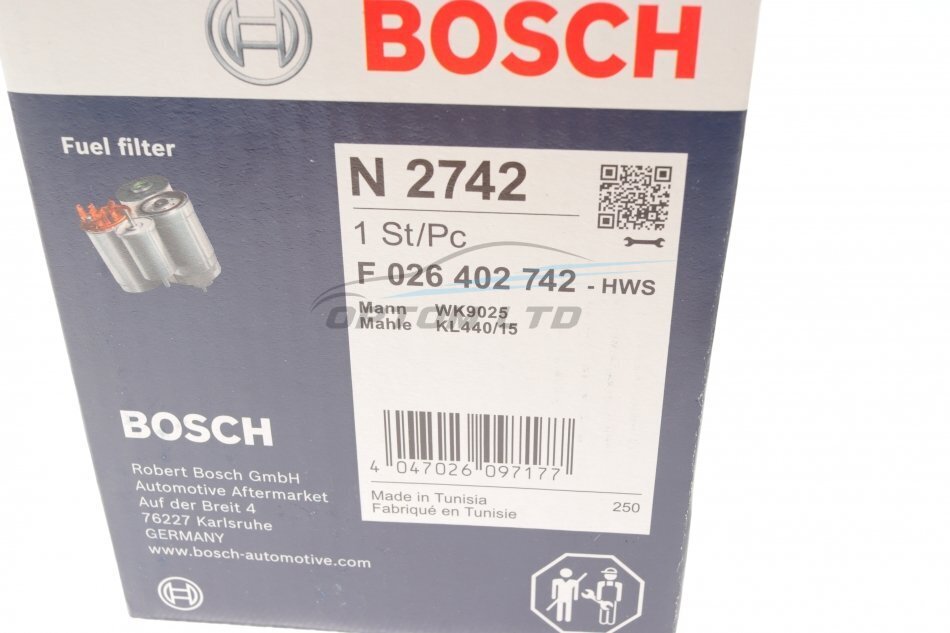 BOSCH
Fuel filter
N 2742
1 St/Pc
F 026 402 742 - HWS
Mann WK9025
Mahle KL440/15
ORTOM LTD
4 047026 097177
Made in Tunisia
Fabriqué en Tunisie
250
BOSCH
Robert Bosch GmbH
Automotive Aftermarket
Auf der Breit 4
76227 Karlsruhe
GERMANY
www.bosch-automotive.com